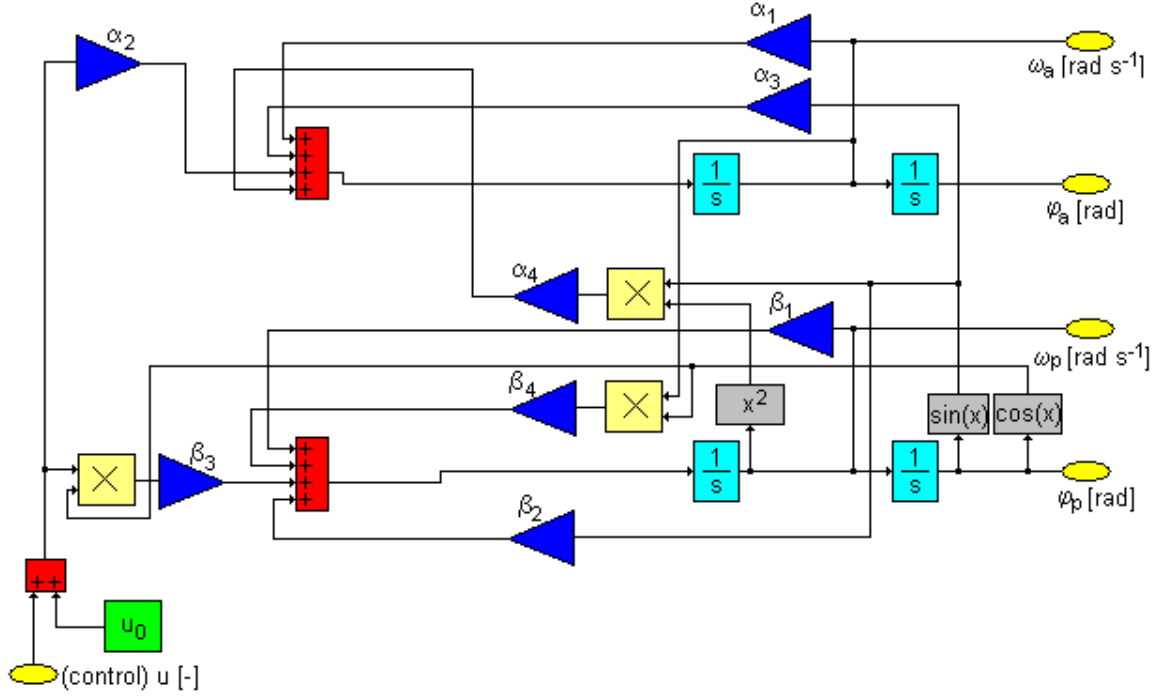 α1
α2
ωa [rad s-1]
α3
+
+
+
+
1
s
1
s
φa [rad]
α4
×
β1
ωp [rad s-1]
β4
×
x2
sin(x)
cos(x)
+
+
+
+
β3
×
1
s
1
s
φp [rad]
β2
++
u0
(control) u [-]